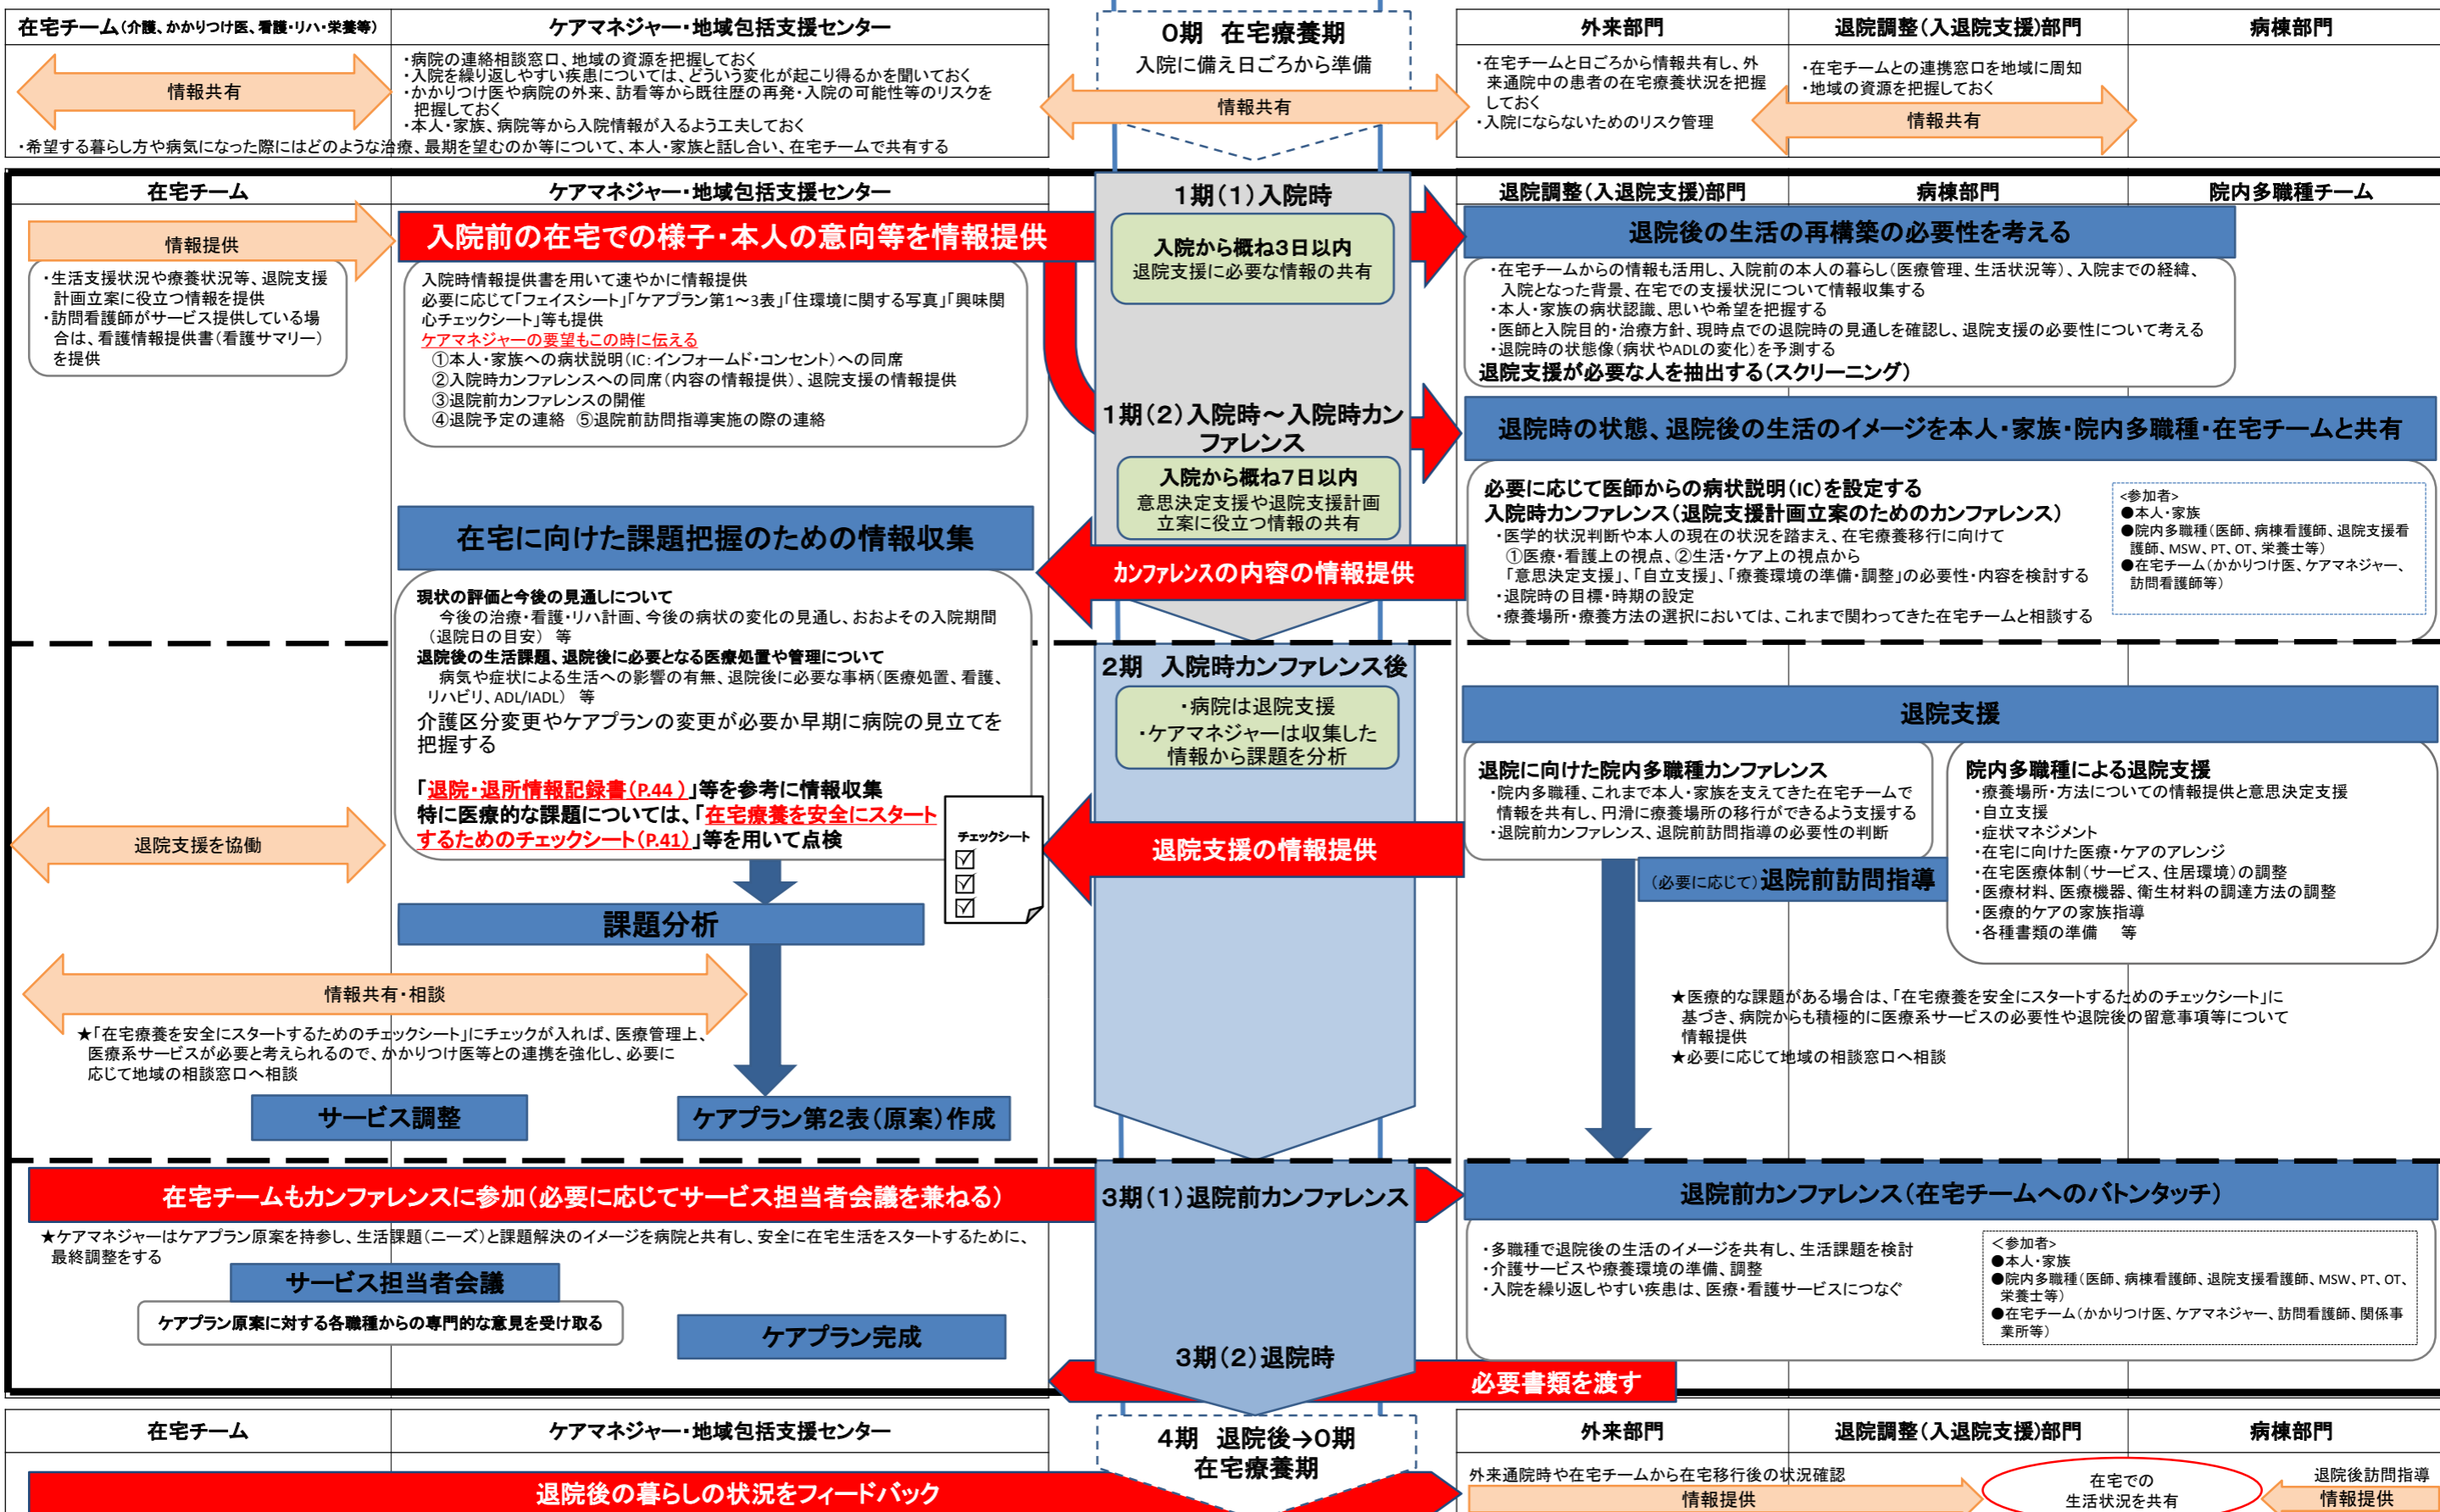 在宅チーム(介護、かかりつけ医、看護・リハ・栄養等)
ケアマネジャー・地域包括支援センター
情報共有
・病院の連絡相談窓口、地域の資源を把握しておく
・入院を繰り返しやすい疾患については、どういう変化が起こり得るかを聞いておく
・かかりつけ医や病院の外来、訪看等から既往歴の再発・入院の可能性等のリスクを
把握しておく
・本人・家族、病院等から入院情報が入るよう工夫しておく
・希望する暮らし方や病気になった際にはどのような治療、最期を望むのか等について、本人・家族と話し合い、在宅チームで共有する
0期 在宅療養期
入院に備え日ごろから準備
情報共有
外来部門
退院調整(入退院支援)部門
病棟部門
・在宅チームと日ごろから情報共有し、外
来通院中の患者の在宅療養状況を把握
しておく
・入院にならないためのリスク管理
・在宅チームとの連携窓口を地域に周知
・地域の資源を把握しておく
情報共有
在宅チーム
ケアマネジャー・地域包括支援センター
1期(1)入院時
退院調整(入退院支援)部門
病棟部門
院内多職種チーム
情報提供
・生活支援状況や療養状況等、退院支援
計画立案に役立つ情報を提供
・訪問看護師がサービス提供している場
合は、看護情報提供書(看護サマリー)
を提供
入院前の在宅での様子・本人の意向等を情報提供
入院時情報提供書を用いて速やかに情報提供
必要に応じて「フェイスシート」「ケアプラン第1～3表」「住環境に関する写真」「興味関
心チェックシート」等も提供
ケアマネジャーの要望もこの時に伝える
①本人・家族への病状説明(IC:インフォームド・コンセント)への同席
②入院時カンファレンスへの同席(内容の情報提供)、退院支援の情報提供
③退院前カンファレンスの開催
④退院予定の連絡 ⑤退院前訪問指導実施の際の連絡
入院から概ね3日以内
退院支援に必要な情報の共有
退院後の生活の再構築の必要性を考える
・在宅チームからの情報も活用し、入院前の本人の暮らし(医療管理、生活状況等)、入院までの経緯、
入院となった背景、在宅での支援状況について情報収集する
・本人・家族の病状認識、思いや希望を把握する
・医師と入院目的・治療方針、現時点での退院時の見通しを確認し、退院支援の必要性について考える
・退院時の状態像(病状やADLの変化)を予測する
退院支援が必要な人を抽出する(スクリーニング)
1期(2)入院時～入院時カン
ファレンス
入院から概ね7日以内
意思決定支援や退院支援計画
立案に役立つ情報の共有
退院時の状態、退院後の生活のイメージを本人・家族・院内多職種・在宅チームと共有
必要に応じて医師からの病状説明(IC)を設定する
入院時カンファレンス(退院支援計画立案のためのカンファレンス)
・医学的状況判断や本人の現在の状況を踏まえ、在宅療養移行に向けて
①医療・看護上の視点、②生活・ケア上の視点から
「意思決定支援」、「自立支援」、「療養環境の準備・調整」の必要性・内容を検討する
・退院時の目標・時期の設定
・療養場所・療養方法の選択においては、これまで関わってきた在宅チームと相談する
<参加者>
●本人・家族
●院内多職種(医師、病棟看護師、退院支援看
護師、MSW、PT、OT、栄養士等)
●在宅チーム(かかりつけ医、ケアマネジャー、
訪問看護師等)
カンファレンスの内容の情報提供
在宅に向けた課題把握のための情報収集
現状の評価と今後の見通しについて
今後の治療・看護・リハ計画、今後の病状の変化の見通し、おおよその入院期間
(退院日の目安) 等
退院後の生活課題、退院後に必要となる医療処置や管理について
病気や症状による生活への影響の有無、退院後に必要な事柄(医療処置、看護、
リハビリ、ADL/IADL) 等
介護区分変更やケアプランの変更が必要か早期に病院の見立てを
把握する
「退院・退所情報記録書(P.44 )」等を参考に情報収集
特に医療的な課題については、「在宅療養を安全にスタート
するためのチェックシート(P.41)」等を用いて点検
チェックシート
退院支援を協働
2期 入院時カンファレンス後
・病院は退院支援
・ケアマネジャーは収集した
情報から課題を分析
退院支援
退院に向けた院内多職種カンファレンス
・院内多職種、これまで本人・家族を支えてきた在宅チームで
情報を共有し、円滑に療養場所の移行ができるよう支援する
・退院前カンファレンス、退院前訪問指導の必要性の判断
(必要に応じて)退院前訪問指導
院内多職種による退院支援
・療養場所・方法についての情報提供と意思決定支援
・自立支援
・症状マネジメント
・在宅に向けた医療・ケアのアレンジ
・在宅医療体制(サービス、住居環境)の調整
・医療材料、医療機器、衛生材料の調達方法の調整
・医療的ケアの家族指導
・各種書類の準備 等
退院支援の情報提供
課題分析
情報共有・相談
★「在宅療養を安全にスタートするためのチェックシート」にチェックが入れば、医療管理上、
医療系サービスが必要と考えられるので、かかりつけ医等との連携を強化し、必要に
応じて地域の相談窓口へ相談
サービス調整
ケアプラン第2表(原案)作成
★医療的な課題がある場合は、「在宅療養を安全にスタートするためのチェックシート」に
基づき、病院からも積極的に医療系サービスの必要性や退院後の留意事項等について
情報提供
★必要に応じて地域の相談窓口へ相談
在宅チームもカンファレンスに参加(必要に応じてサービス担当者会議を兼ねる)
3期(1)退院前カンファレンス
退院前カンファレンス(在宅チームへのバトンタッチ)
★ケアマネジャーはケアプラン原案を持参し、生活課題(ニーズ)と課題解決のイメージを病院と共有し、安全に在宅生活をスタートするために、
最終調整をする
サービス担当者会議
ケアプラン原案に対する各職種からの専門的な意見を受け取る
ケアプラン完成
・多職種で退院後の生活のイメージを共有し、生活課題を検討
・介護サービスや療養環境の準備、調整
・入院を繰り返しやすい疾患は、医療・看護サービスにつなぐ
<参加者>
●本人・家族
●院内多職種(医師、病棟看護師、退院支援看護師、MSW、PT、OT、
栄養士等)
●在宅チーム(かかりつけ医、ケアマネジャー、訪問看護師、関係事
業所等)
3期(2)退院時
必要書類を渡す
在宅チーム
ケアマネジャー・地域包括支援センター
4期 退院後→0期
在宅療養期
外来部門
退院調整(入退院支援)部門
病棟部門
退院後の暮らしの状況をフィードバック
外来通院時や在宅チームから在宅移行後の状況確認
情報提供
在宅での
生活状況を共有
退院後訪問指導
情報提供